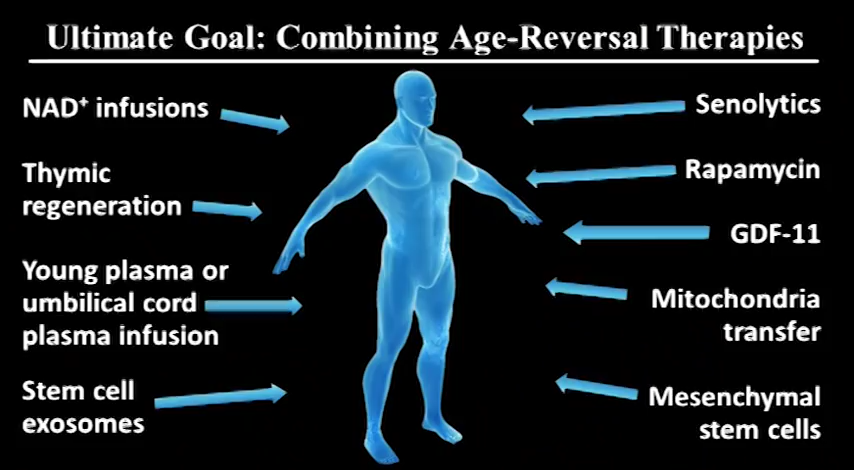 Ultimate Goal: Combining Age-Reversal Therapies
NAD⁺ infusions
Thymic
regeneration
Young plasma or
umbilical cord
plasma infusion
Stem cell
exosomes
Senolytics
Rapamycin
GDF-11
Mitochondria
transfer
Mesenchymal
stem cells